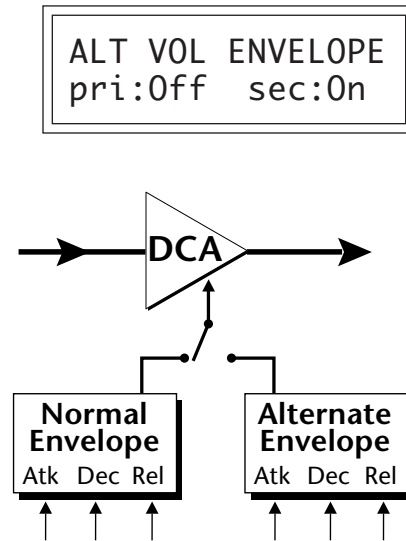 ALT VOL ENVELOPE
pri:Off sec:On
DCA
Normal
Envelope
Atk Dec Rel
Alternate
Envelope
Atk Dec Rel